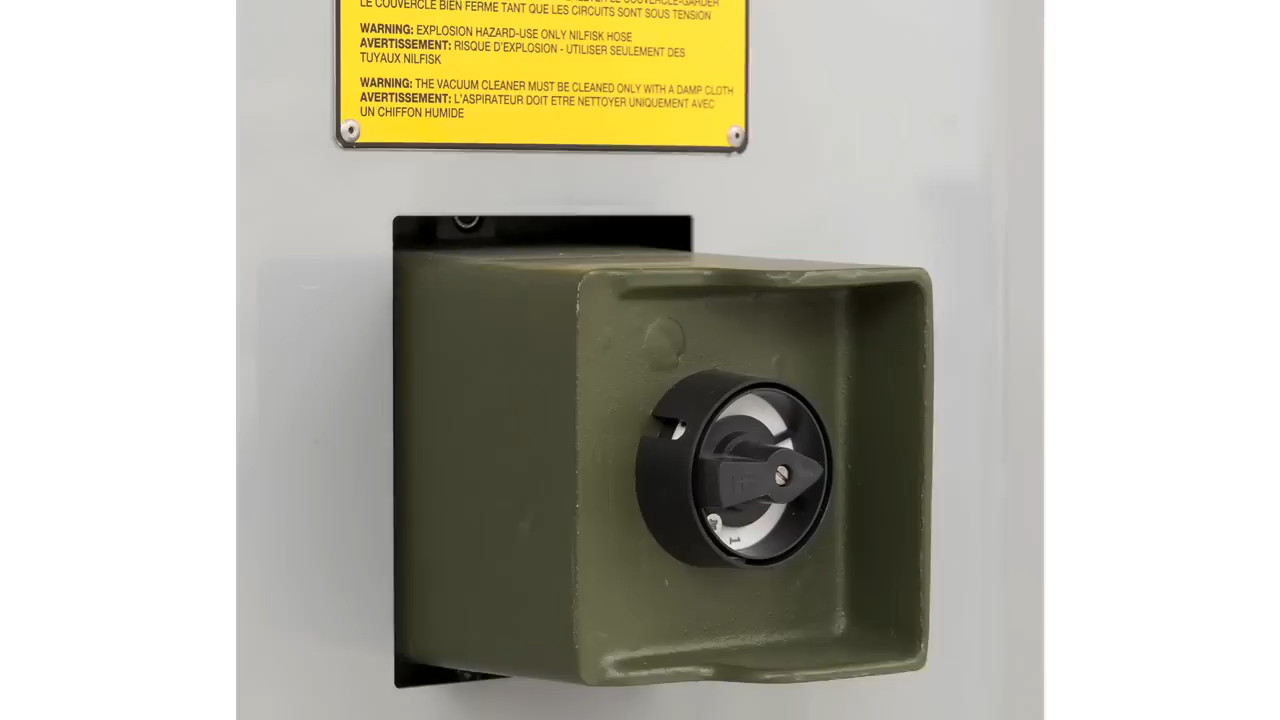 LE COUVERCLE BIEN FERME TANT QUE LES CIRCUITS SONT SOUS TENSION
WARNING: EXPLOSION HAZARD-USE ONLY NILFISK HOSE
AVERTISSEMENT: RISQUE D'EXPLOSION - UTILISER SEULEMENT DES
TUYAUX NILFISK
WARNING: THE VACUUM CLEANER MUST BE CLEANED ONLY WITH A DAMP CLOTH
AVERTISSEMENT: L'ASPIRATEUR DOIT ETRE NETTOYER UNIQUEMENT AVEC
UN CHIFFON HUMIDE
1